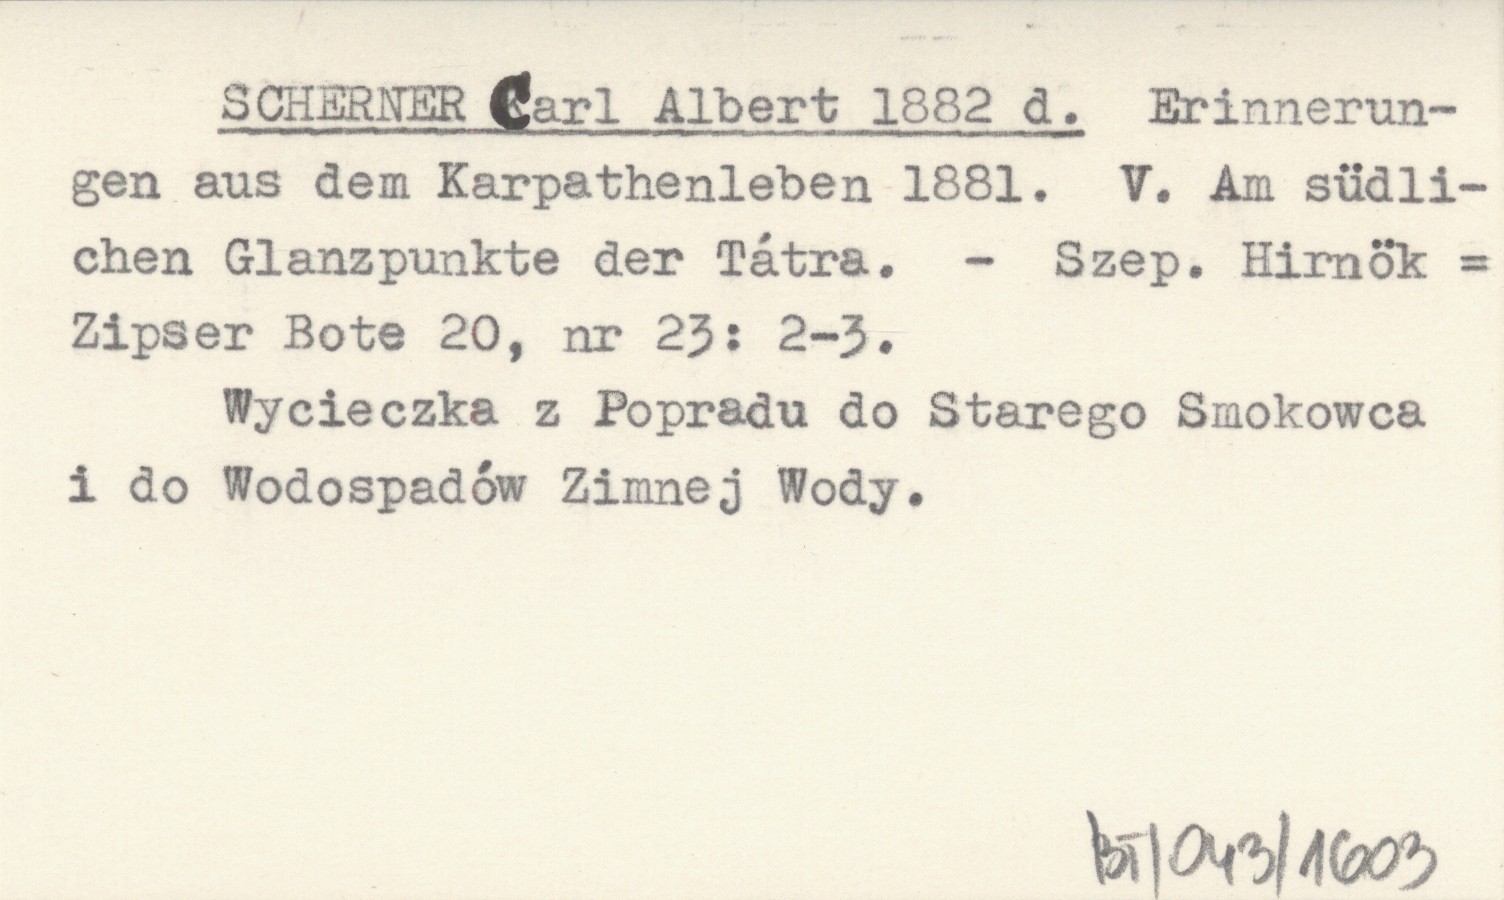 SCHERNER Carl Albert 1882 d. Erinnerun-
gen aus dem Karpathenleben 1881. V. Am südli-
chen Glanzpunkte der Tátra. - Szep. Hirnök =
Zipser Bote 20, nr 23: 2-3.
Wycieczka z Popradu do Starego Smokowca
i do Wodospadów Zimnej Wody.
BT/043/1603